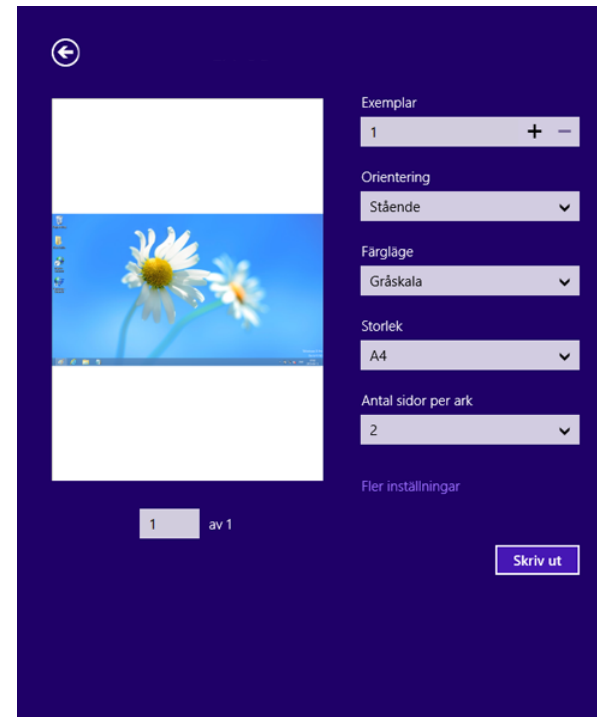 Exemplar
1
Orientering
Stående
Färgläge
Gråskala
Storlek
A4
Antal sidor per ark
2
Fler inställningar
1 av 1
Skriv ut